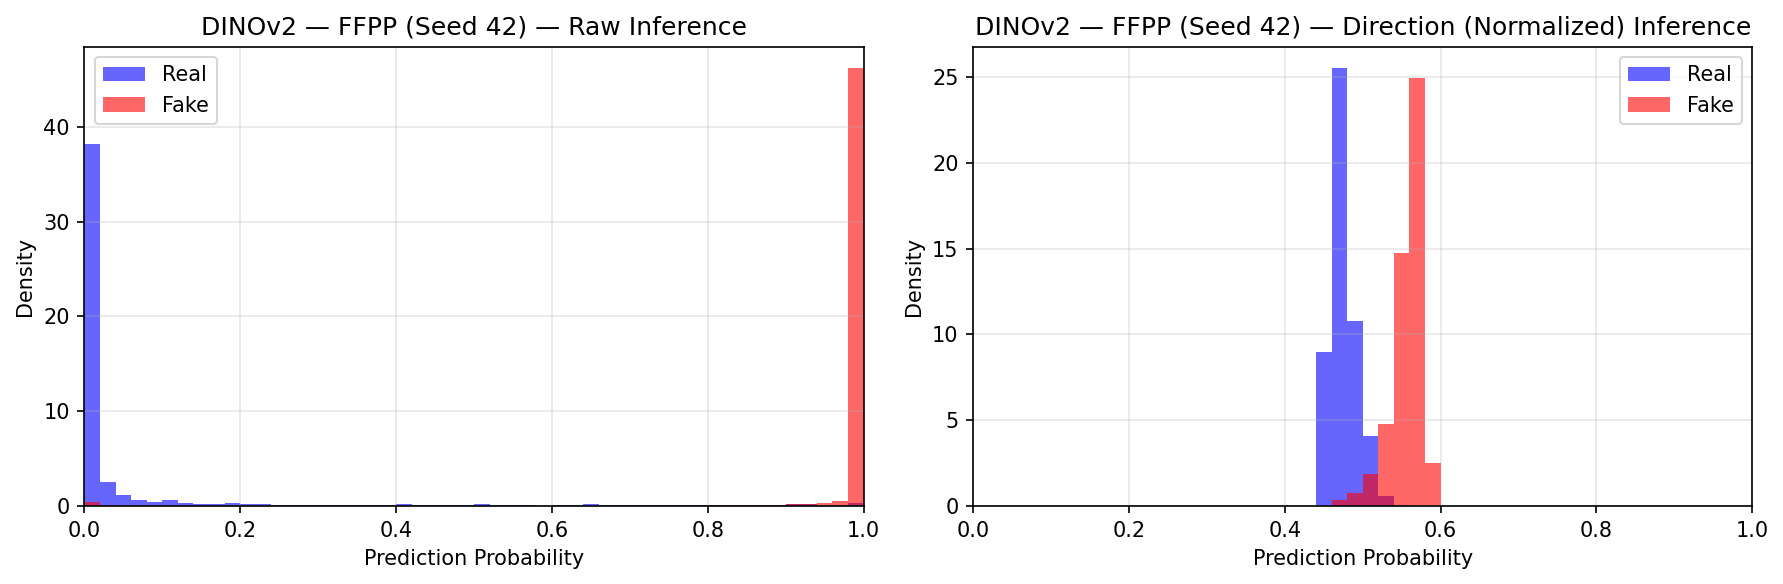 DINOv2 — FFPP (Seed 42) — Raw Inference
Real
Fake
Density
40
30
20
10
0
0.0 0.2 0.4 0.6 0.8 1.0
Prediction Probability
DINOv2 — FFPP (Seed 42) — Direction (Normalized) Inference
Real
Fake
Density
25
20
15
10
5
0
0.0 0.2 0.4 0.6 0.8 1.0
Prediction Probability